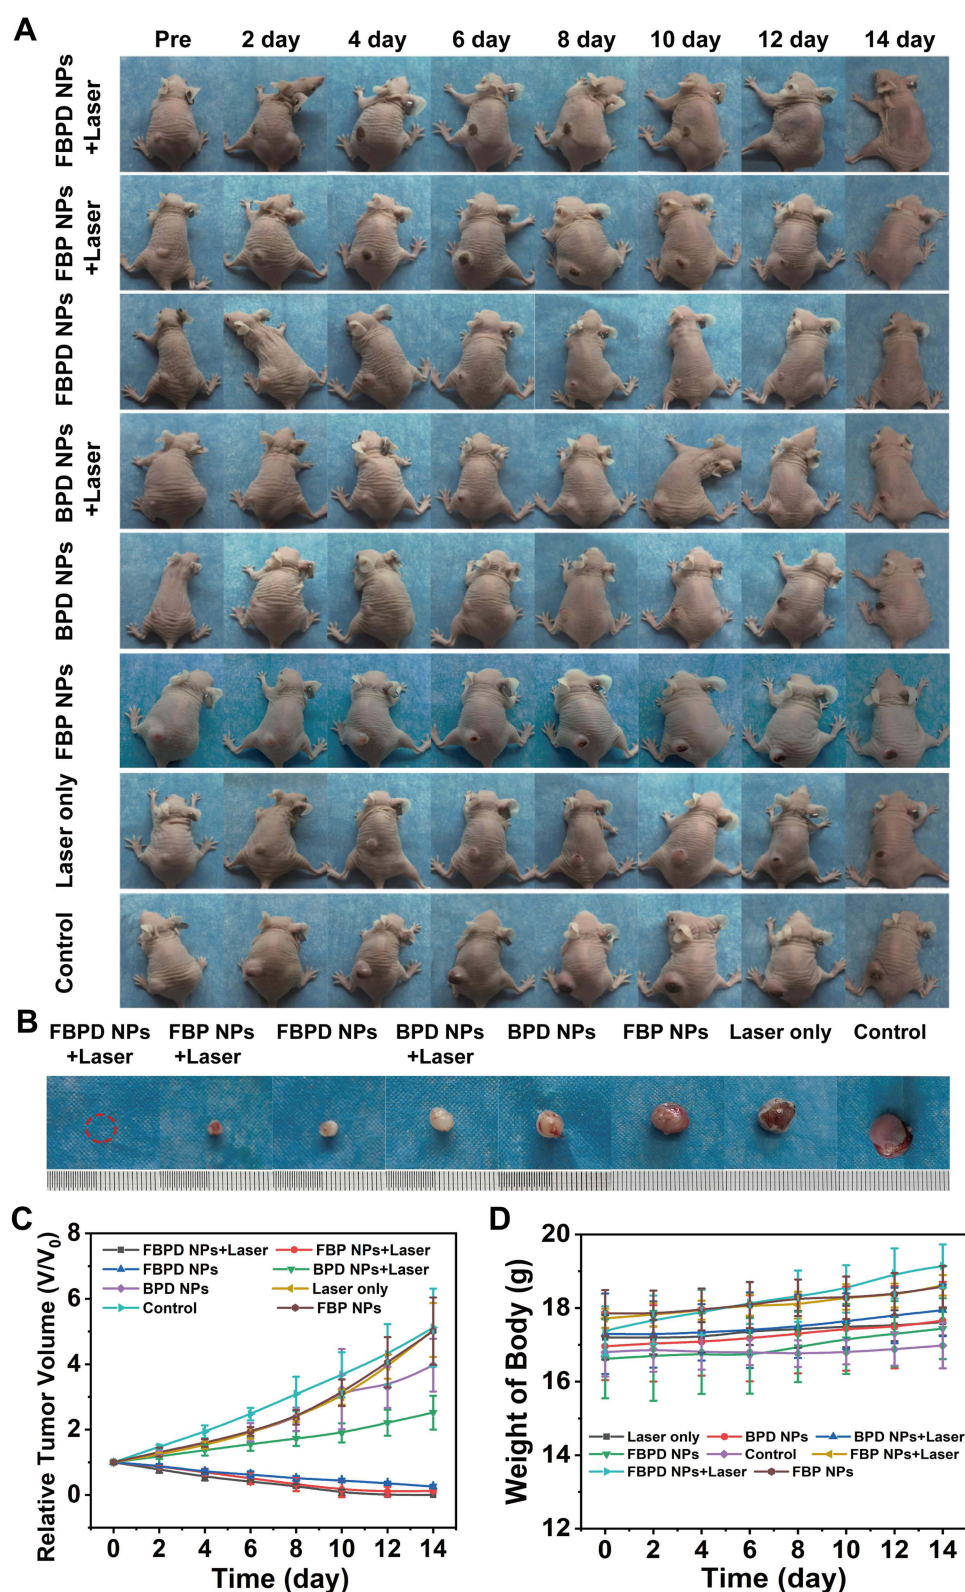 A
Pre 2 day 4 day 6 day 8 day 10 day 12 day 14 day
FBPD NPs
+Laser
FBP NPs
+Laser
FBPD NPs
BPD NPs
+Laser
BPD NPs
FBP NPs
Laser only
Control
B
FBPD NPs FBP NPs FBPD NPs BPD NPs BPD NPs FBP NPs Laser only Control
+Laser +Laser +Laser
C
Relative Tumor Volume (V/V0)
8
6
4
2
0
FBPD NPs+Laser FBP NPs+Laser
FBPD NPs BPD NPs+Laser
BPD NPs Laser only
Control FBP NPs
0 2 4 6 8 10 12 14
Time (day)
D
Weight of Body (g)
20
18
16
14
12
Laser only BPD NPs BPD NPs+Laser
FBPD NPs Control FBP NPs+Laser
FBPD NPs+Laser FBP NPs
0 2 4 6 8 10 12 14
Time (day)